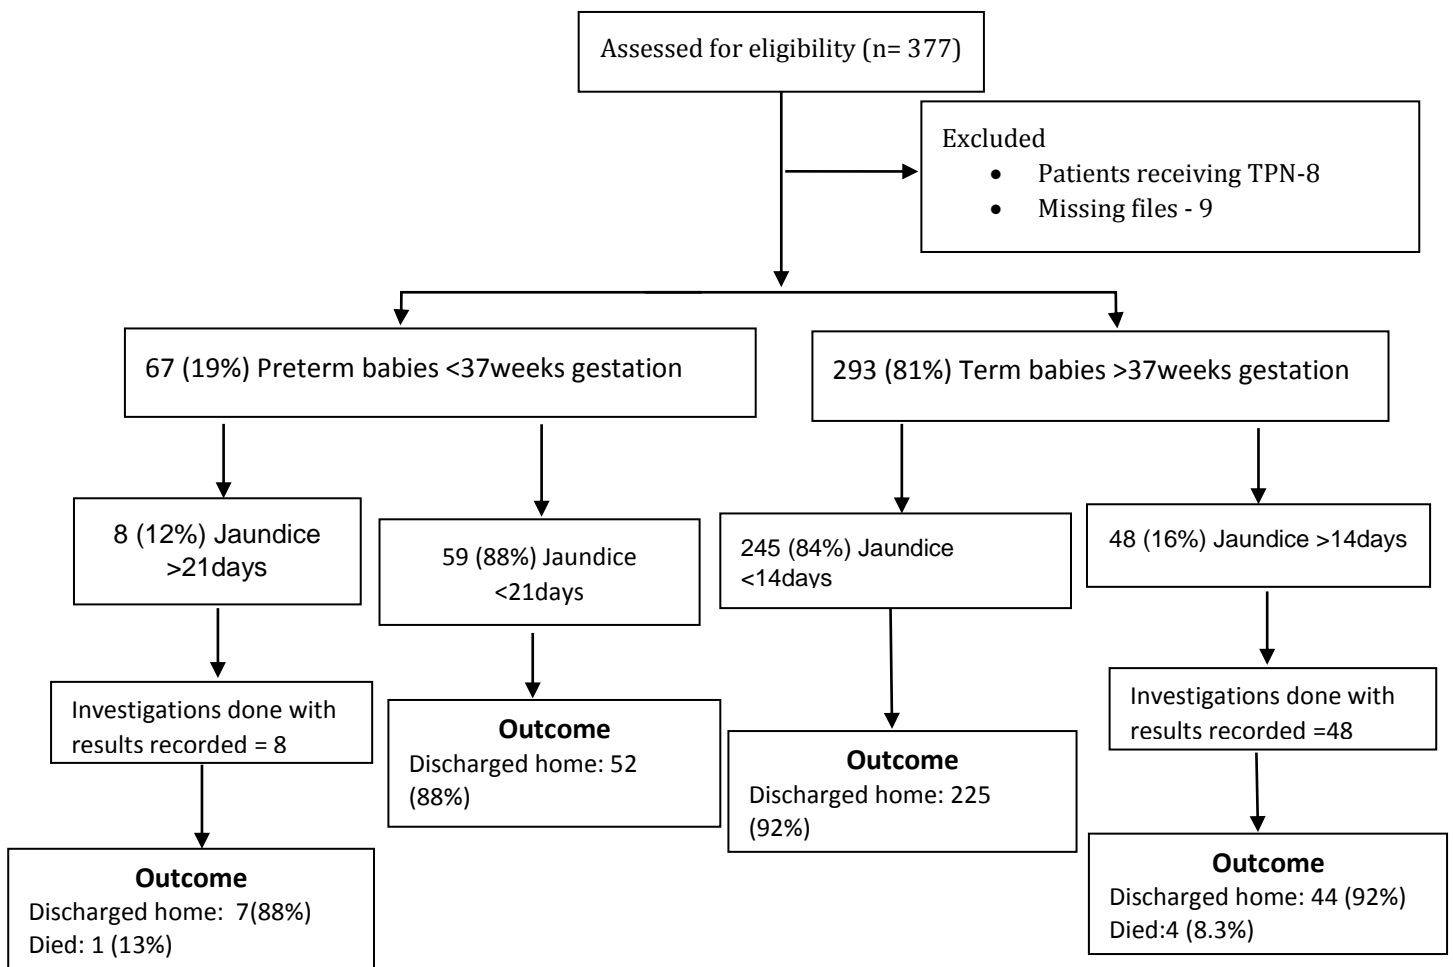 Assessed for eligibility (n= 377)
Excluded
• Patients receiving TPN-8
• Missing files - 9
67 (19%) Preterm babies <37weeks gestation
293 (81%) Term babies >37weeks gestation
8 (12%) Jaundice
>21days
59 (88%) Jaundice
<21days
245 (84%) Jaundice
<14days
48 (16%) Jaundice >14days
Investigations done with
results recorded = 8
Outcome
Discharged home: 52
(88%)
Outcome
Discharged home: 225
(92%)
Investigations done with
results recorded =48
Outcome
Discharged home: 7(88%)
Died: 1 (13%)
Outcome
Discharged home: 44 (92%)
Died:4 (8.3%)